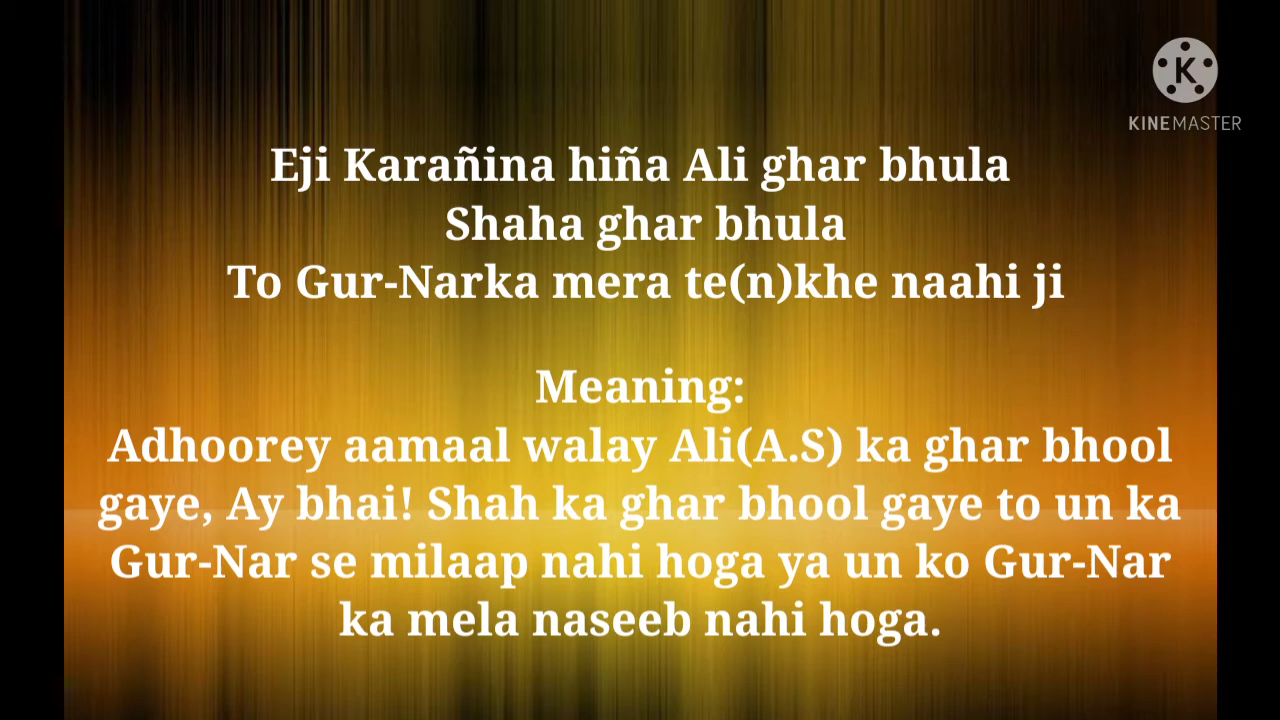 KINEMASTER
Eji Karañina hiña Ali ghar bhula
Shaha ghar bhula
To Gur-Narka mera te(n)khe naahi ji
Meaning:
Adhoorey aamaal walay Ali(A.S) ka ghar bhool
gaye, Ay bhai! Shah ka ghar bhool gaye to un ka
Gur-Nar se milaap nahi hoga ya un ko Gur-Nar
ka mela naseeb nahi hoga.